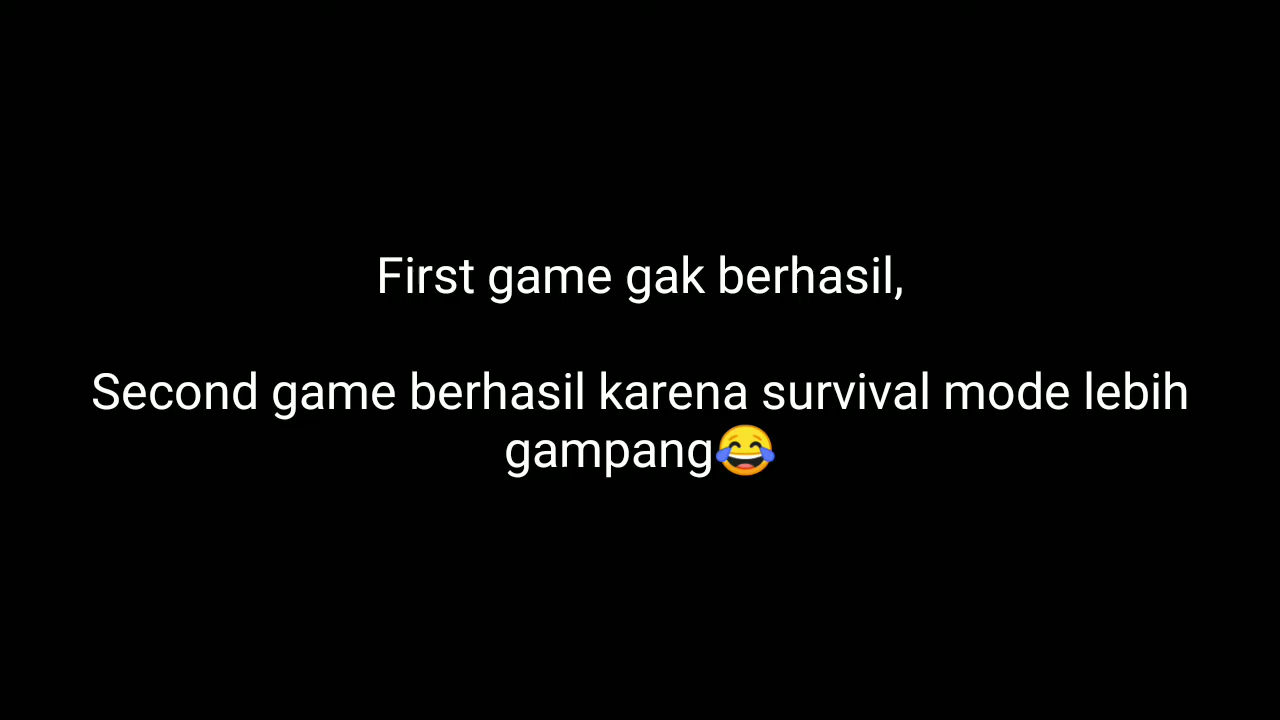 First game gak berhasil,
Second game berhasil karena survival mode lebih
gampang😂